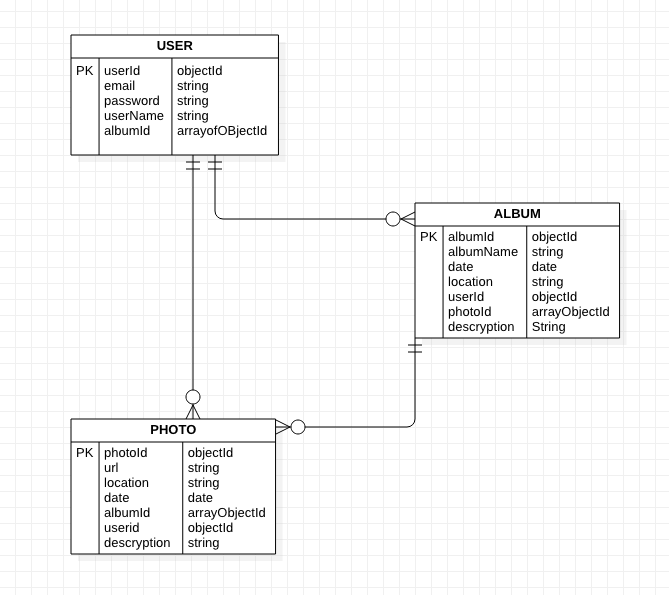 USER
PK userId objectId
email string
password string
userName string
albumId arrayofOBjectId
ALBUM
PK albumId objectId
albumName string
date date
location string
userId objectId
photoId arrayObjectId
descryption String
PHOTO
PK photoId objectId
url string
location string
date date
albumId arrayObjectId
userid objectId
descryption string